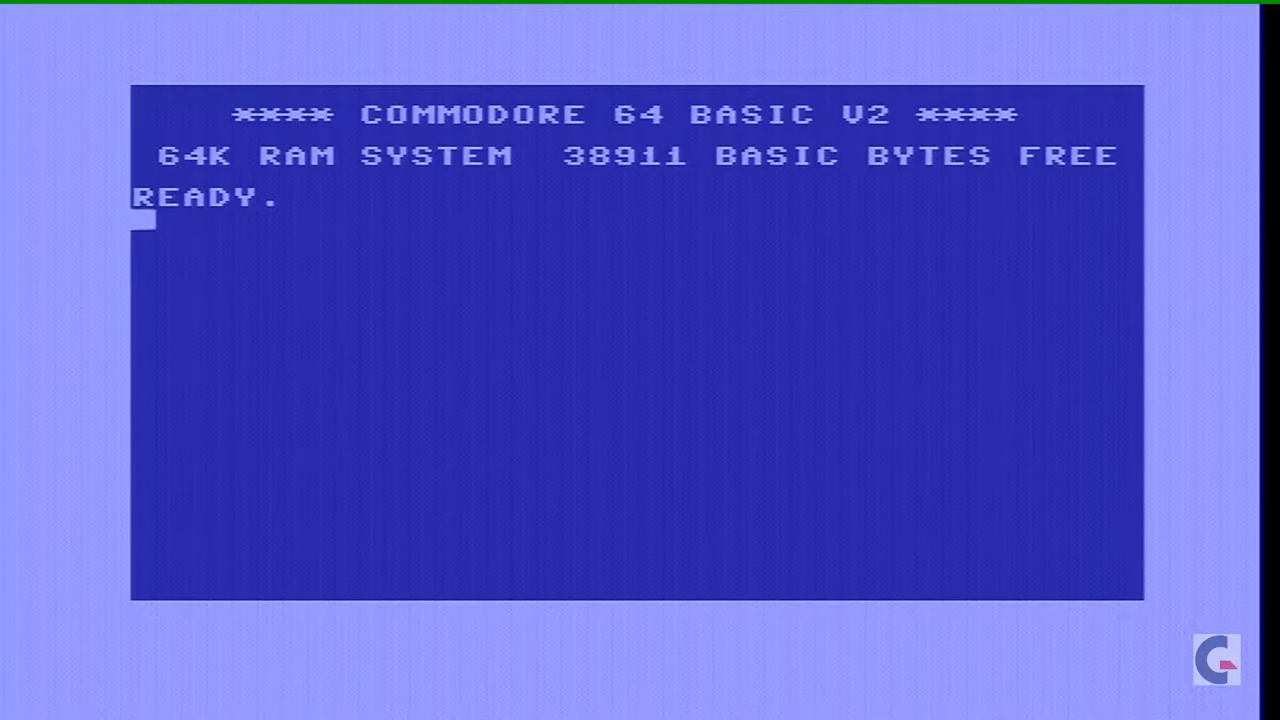 **** COMMODORE 64 BASIC V2 ****
64K RAM SYSTEM  38911 BASIC BYTES FREE
READY.